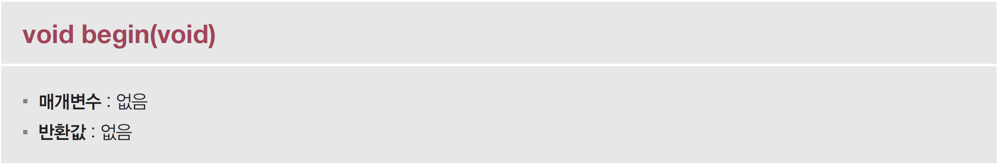 void begin(void)
▪ 매개변수 : 없음
▪ 반환값 : 없음